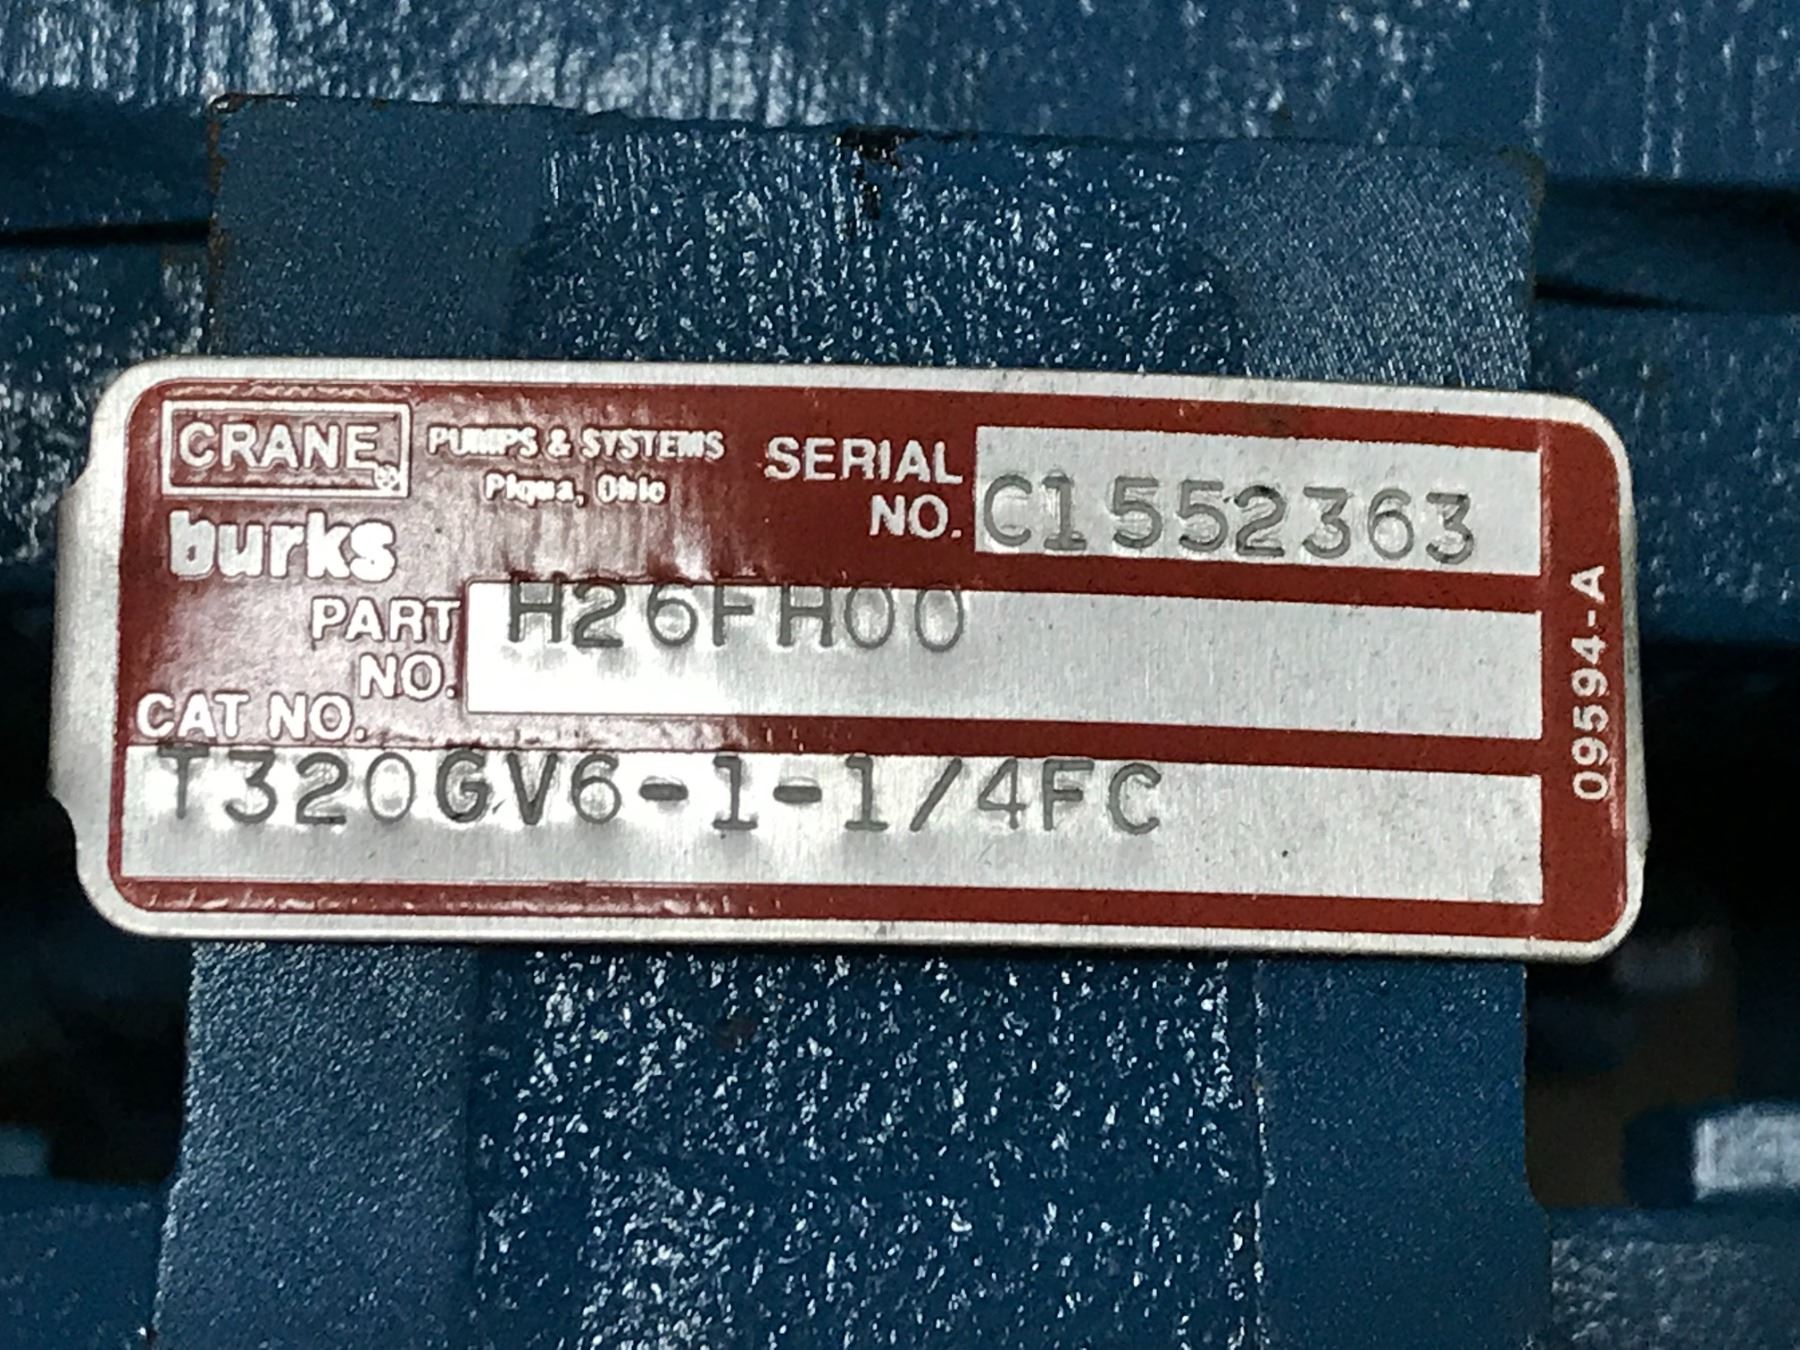 CRANE® PUMPS & SYSTEMS
Piqua, Ohio
burks
SERIAL NO. C1552363
PART NO. H26FH00
CAT NO.
T320GV6-1-1/4FC
09594-A